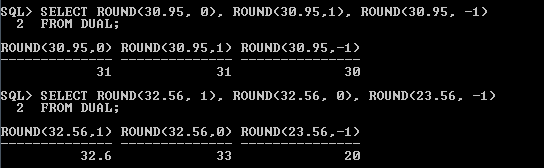 SQL> SELECT ROUND(30.95, 0), ROUND(30.95,1), ROUND(30.95, -1)
2 FROM DUAL;
ROUND(30.95,0) ROUND(30.95,1) ROUND(30.95,-1)
-------------- -------------- ---------------
31 31 30
SQL> SELECT ROUND(32.56, 1), ROUND(32.56, 0), ROUND(23.56, -1)
2 FROM DUAL;
ROUND(32.56,1) ROUND(32.56,0) ROUND(23.56,-1)
-------------- -------------- ---------------
32.6 33 20